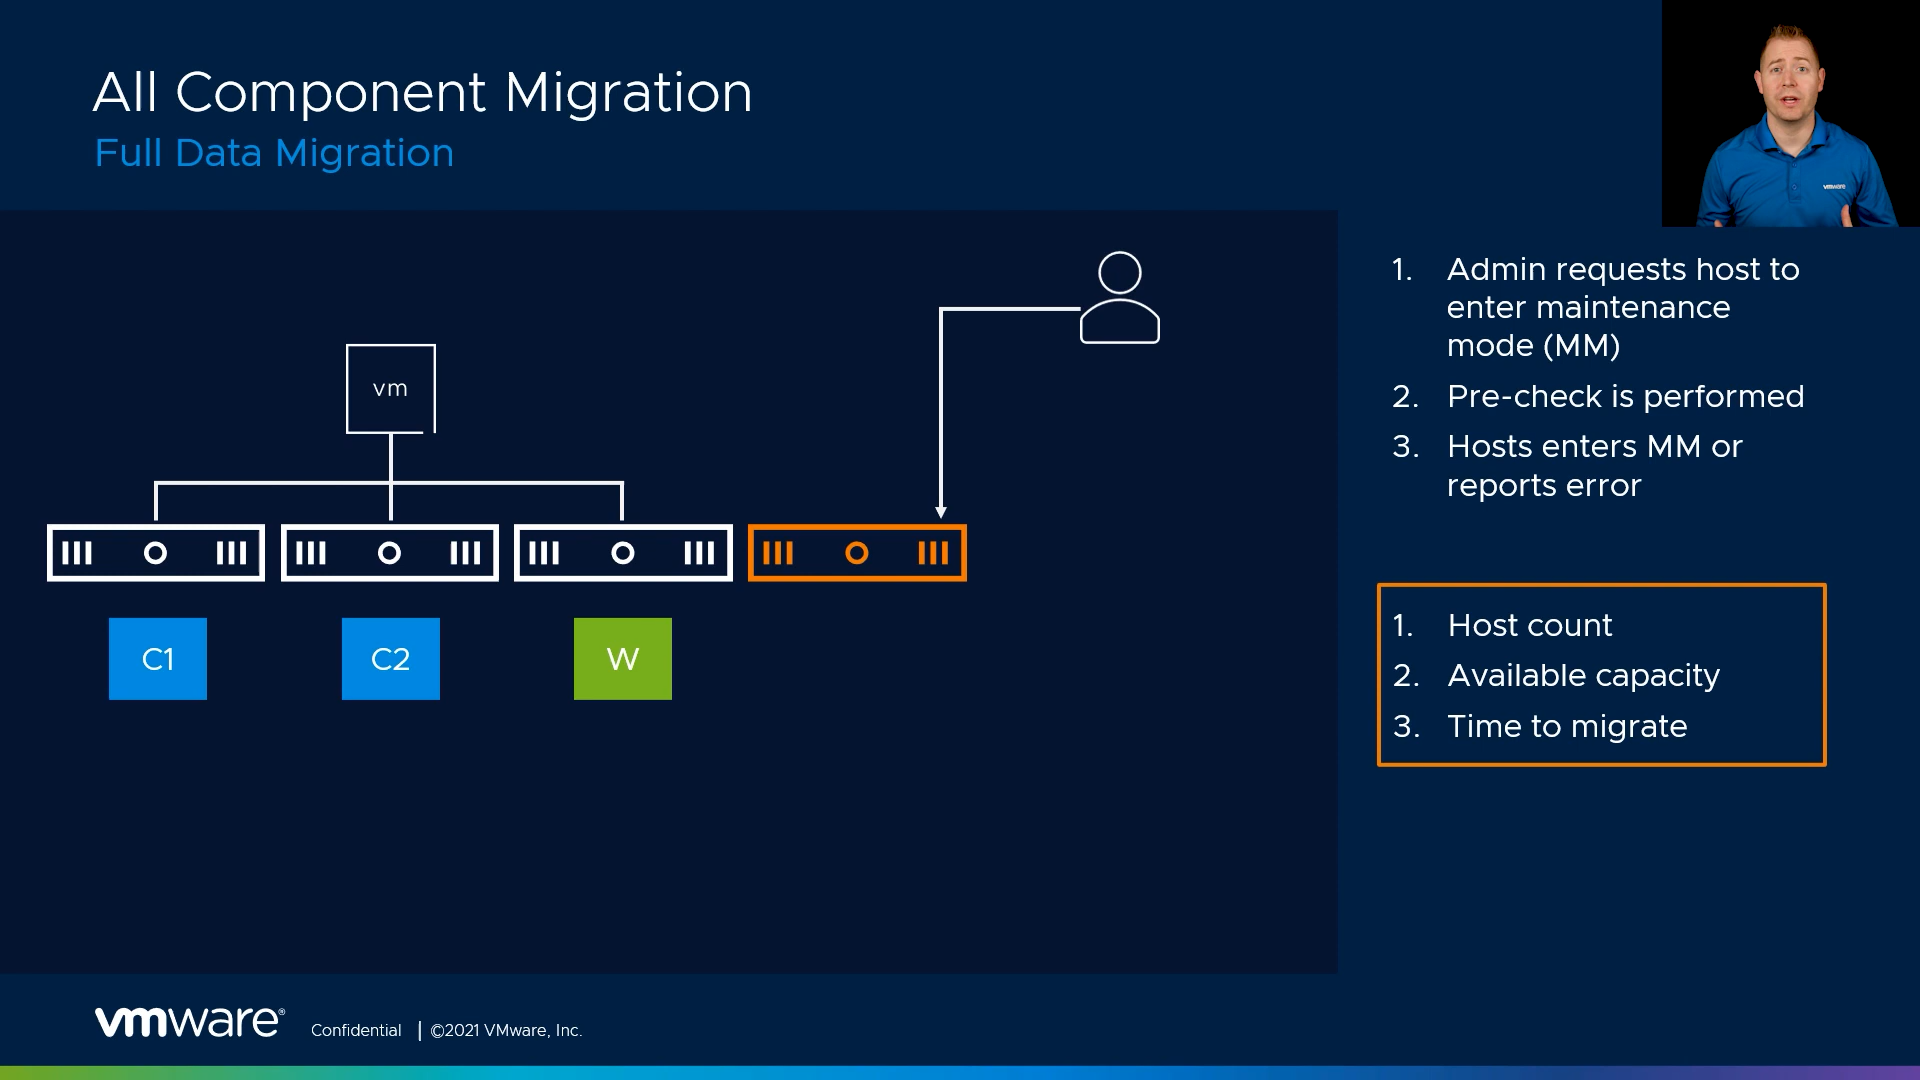 All Component Migration
Full Data Migration
vmware
1. Admin requests host to
enter maintenance
mode (MM)
2. Pre-check is performed
3. Hosts enters MM or
reports error
vm
C1
C2
W
1. Host count
2. Available capacity
3. Time to migrate
vmware® Confidential | ©2021 VMware, Inc.